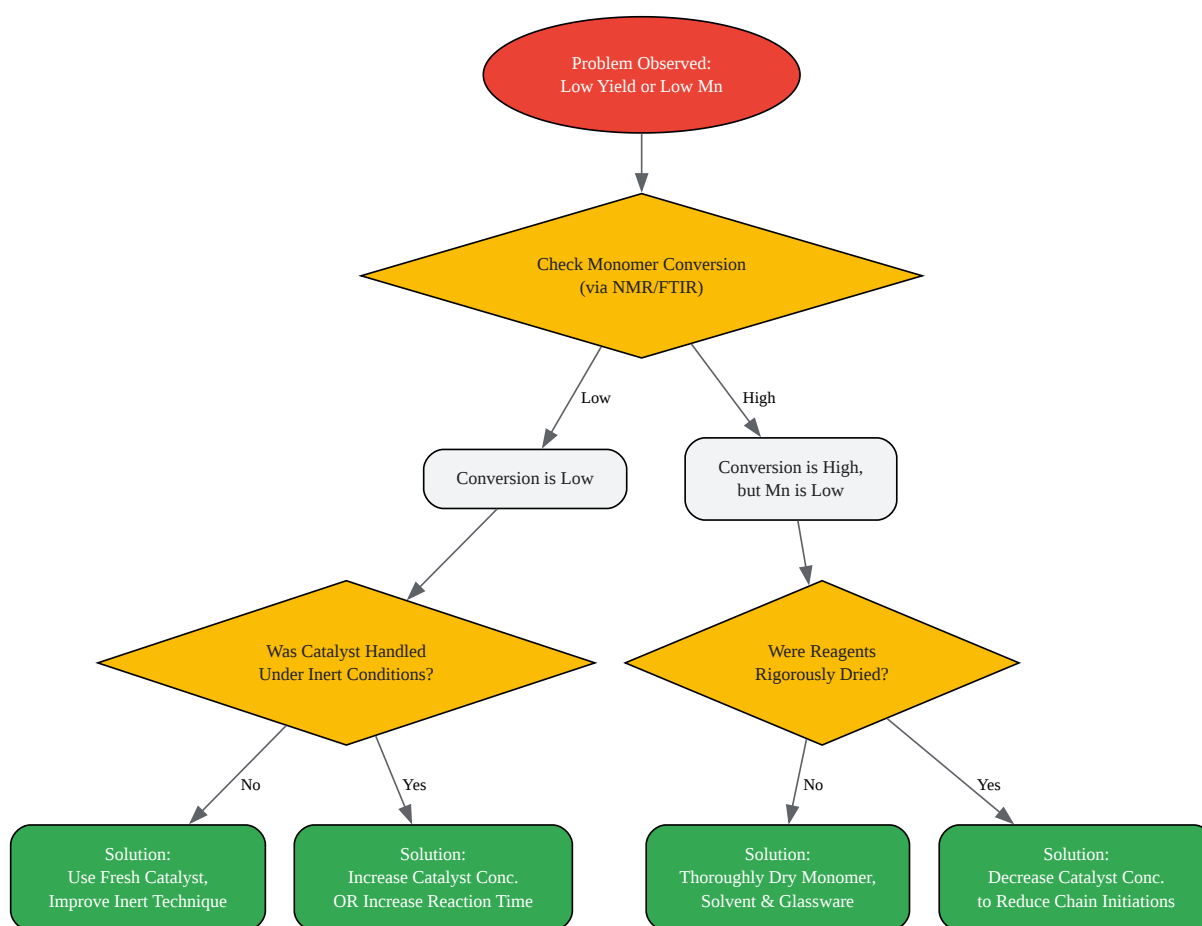 Problem Observed:
Low Yield or Low Mn
Check Monomer Conversion
(via NMR/FTIR)
Low
High
Conversion is Low
Conversion is High,
but Mn is Low
Was Catalyst Handled
Under Inert Conditions?
Were Reagents
Rigorously Dried?
No
Yes
No
Yes
Solution:
Use Fresh Catalyst,
Improve Inert Technique
Solution:
Increase Catalyst Conc.
OR Increase Reaction Time
Solution:
Thoroughly Dry Monomer,
Solvent & Glassware
Solution:
Decrease Catalyst Conc.
to Reduce Chain Initiations